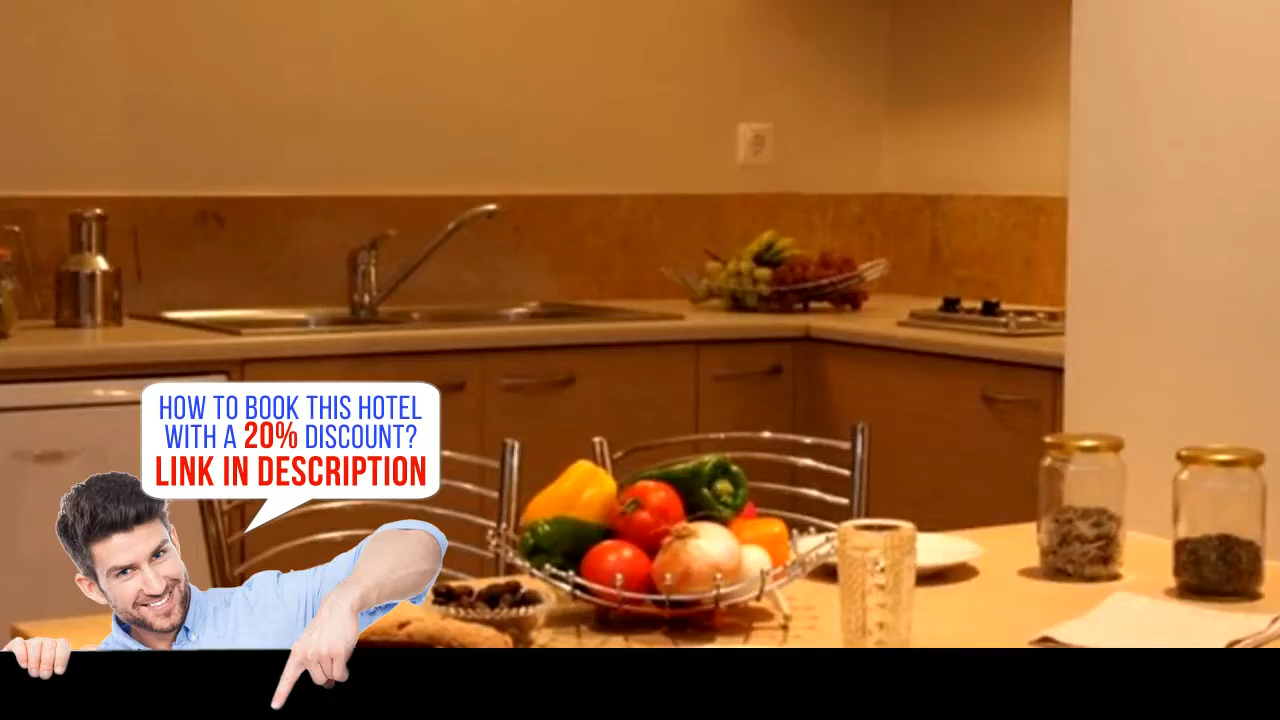 HOW TO BOOK THIS HOTEL
WITH A 20% DISCOUNT?
LINK IN DESCRIPTION